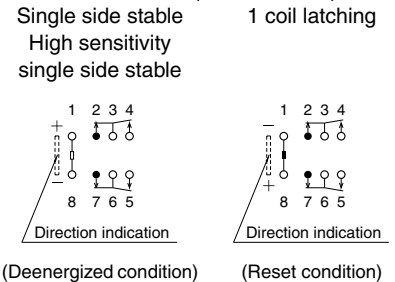 Single side stable
High sensitivity
single side stable
1 2 3 4
+
−
8 7 6 5
Direction indication
(Deenergized condition)
1 coil latching
1 2 3 4
−
+
8 7 6 5
Direction indication
(Reset condition)